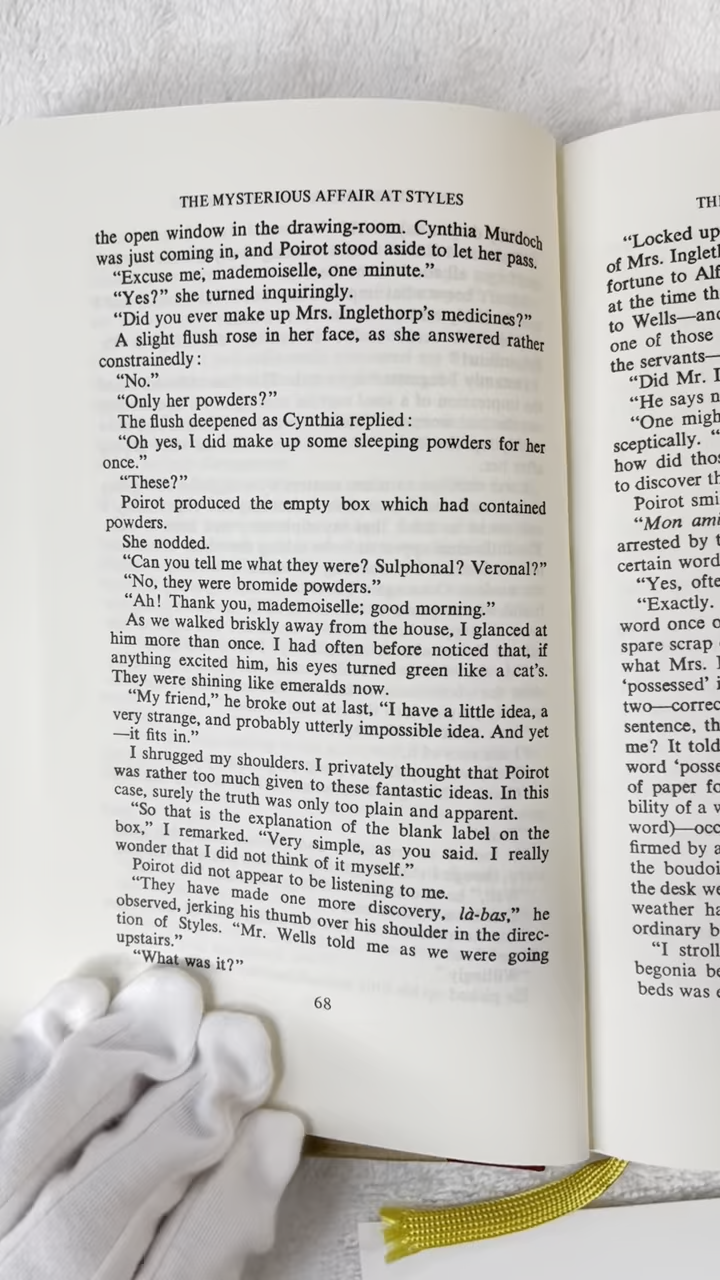 THE MYSTERIOUS AFFAIR AT STYLES
the open window in the drawing-room. Cynthia Murdoch
was just coming in, and Poirot stood aside to let her pass.
“Excuse me, mademoiselle, one minute.”
“Yes?” she turned inquiringly.
“Did you ever make up Mrs. Inglethorp’s medicines?”
A slight flush rose in her face, as she answered rather
constrainedly:
“No.”
“Only her powders?”
The flush deepened as Cynthia replied:
“Oh yes, I did make up some sleeping powders for her
once.”
“These?”
Poirot produced the empty box which had contained
powders.
She nodded.
“Can you tell me what they were? Sulphonal? Veronal?”
“No, they were bromide powders.”
“Ah! Thank you, mademoiselle; good morning.”
As we walked briskly away from the house, I glanced at
him more than once. I had often before noticed that, if
anything excited him, his eyes turned green like a cat’s.
They were shining like emeralds now.
“My friend,” he broke out at last, “I have a little idea, a
very strange, and probably utterly impossible idea. And yet
—it fits in.”
I shrugged my shoulders. I privately thought that Poirot
was rather too much given to these fantastic ideas. In this
case, surely the truth was only too plain and apparent.
“So that is the explanation of the blank label on the
box,” I remarked. “Very simple, as you said. I really
wonder that I did not think of it myself.”
Poirot did not appear to be listening to me.
“They have made one more discovery, là-bas,” he
observed, jerking his thumb over his shoulder in the direc-
tion of Styles. “Mr. Wells told me as we were going
upstairs.”
“What was it?”
68
“Locked up
of Mrs. Inglet
fortune to Alf
at the time th
to Wells—and
one of those
the servants—
“Did Mr. I
“He says n
“One migh
sceptically. “
how did thos
to discover th
Poirot smi
“Mon ami
arrested by t
certain word
“Yes, ofte
“Exactly.
word once o
spare scrap
what Mrs. I
‘possessed’ i
two—correc
sentence, th
me? It told
word ‘posse
of paper fo
bility of a w
word)—occ
firmed by a
the boudoi
the desk we
weather ha
ordinary b
“I stroll
begonia be
beds was e